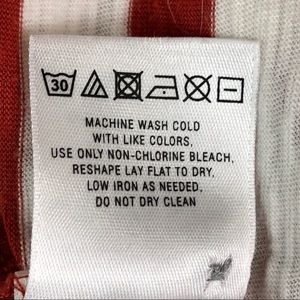 30
MACHINE WASH COLD
WITH LIKE COLORS.
USE ONLY NON-CHLORINE BLEACH.
RESHAPE LAY FLAT TO DRY.
LOW IRON AS NEEDED.
DO NOT DRY CLEAN